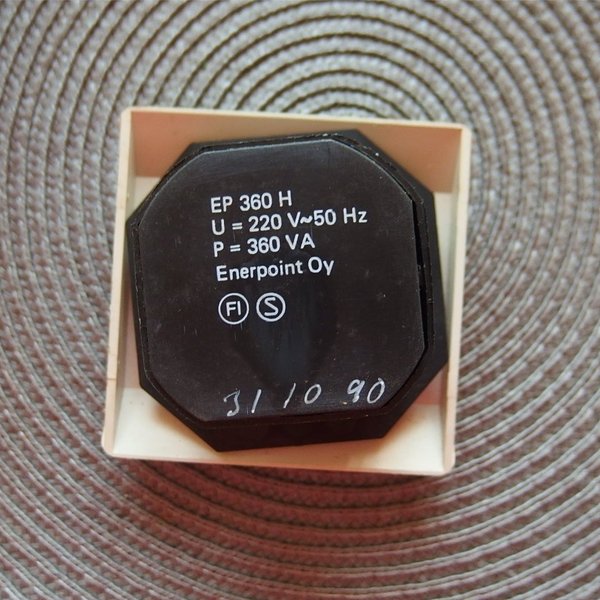 EP 360 H
U = 220 V~50 Hz
P = 360 VA
Enerpoint Oy
FI S
31 10 90